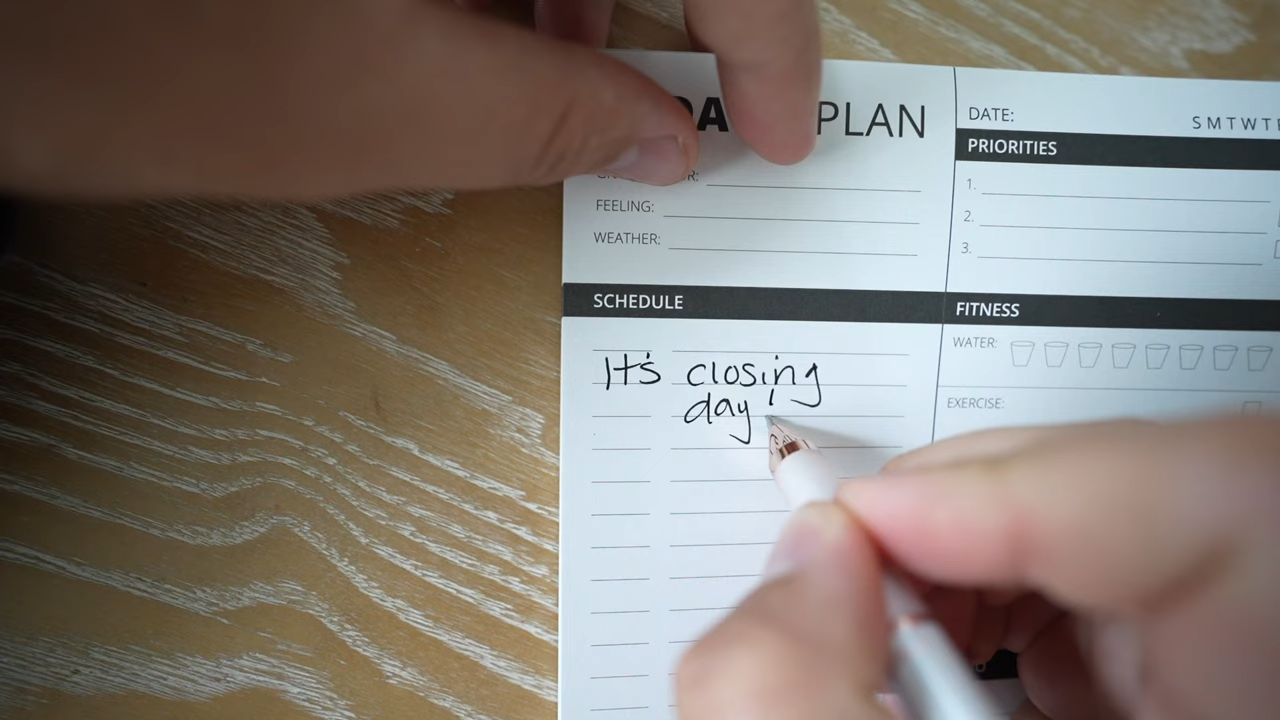 PLAN
FEELING:
WEATHER:
DATE:
S M T W T
PRIORITIES
1.
2.
3.
SCHEDULE
It's closing
day!
FITNESS
WATER:
EXERCISE: